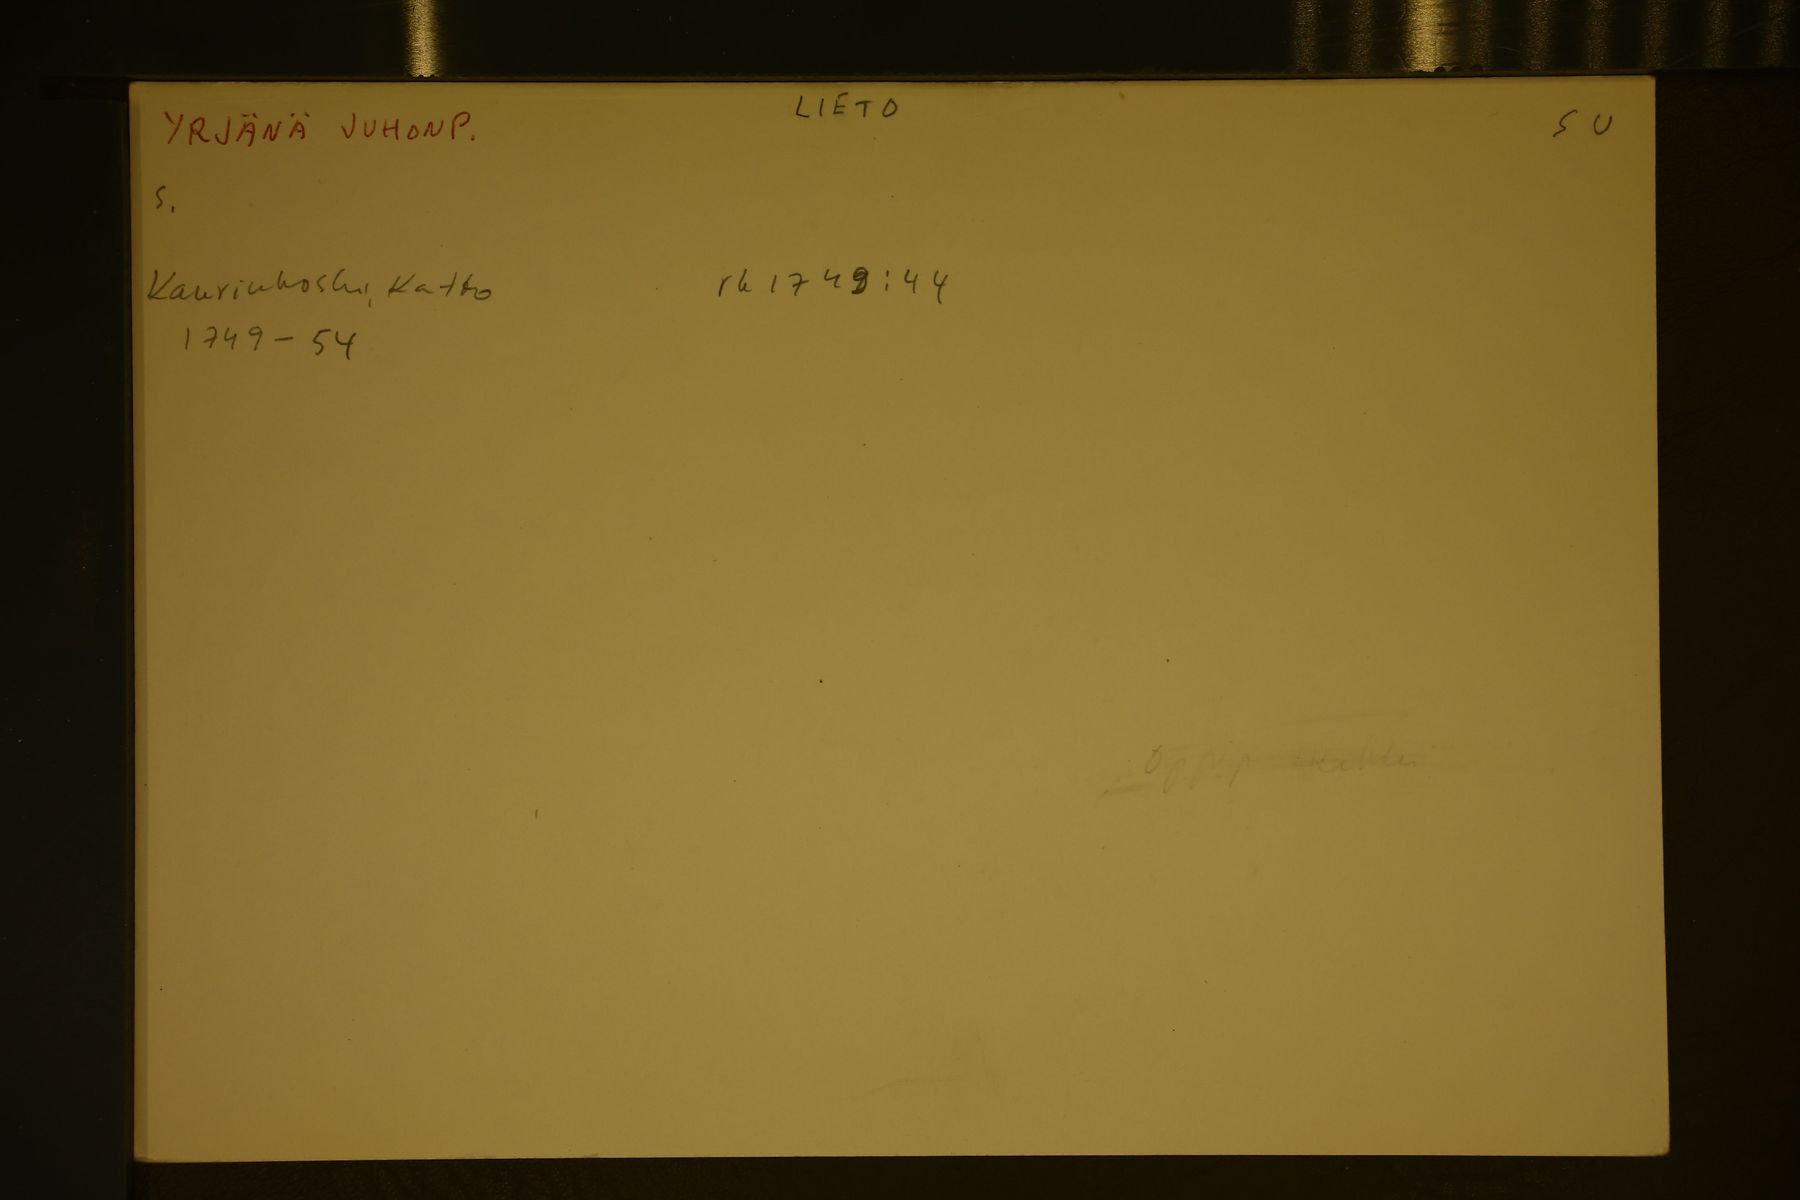 YRJÄNÄ JUHONP. LIETO SU
S.
Kaurinkoski, Katto rk 1749:44
1749-54